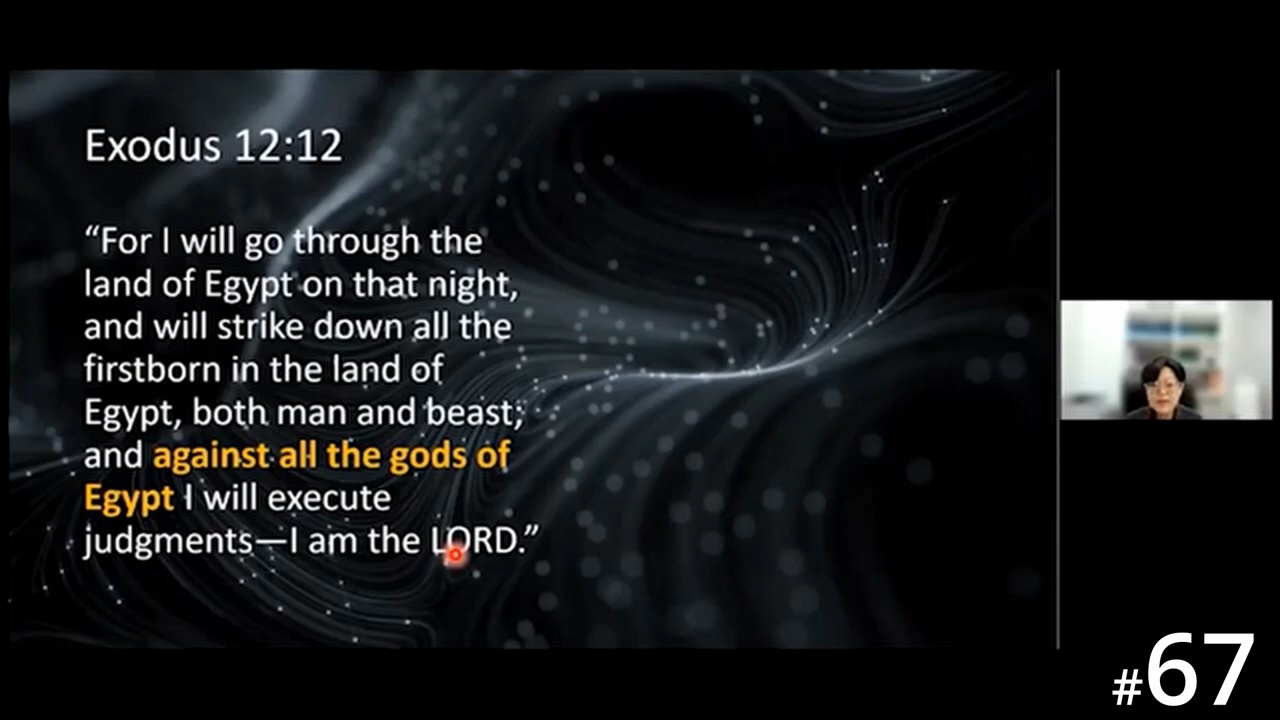 Exodus 12:12
“For I will go through the
land of Egypt on that night,
and will strike down all the
firstborn in the land of
Egypt, both man and beast;
and against all the gods of
Egypt I will execute
judgments—I am the LORD.”
#67